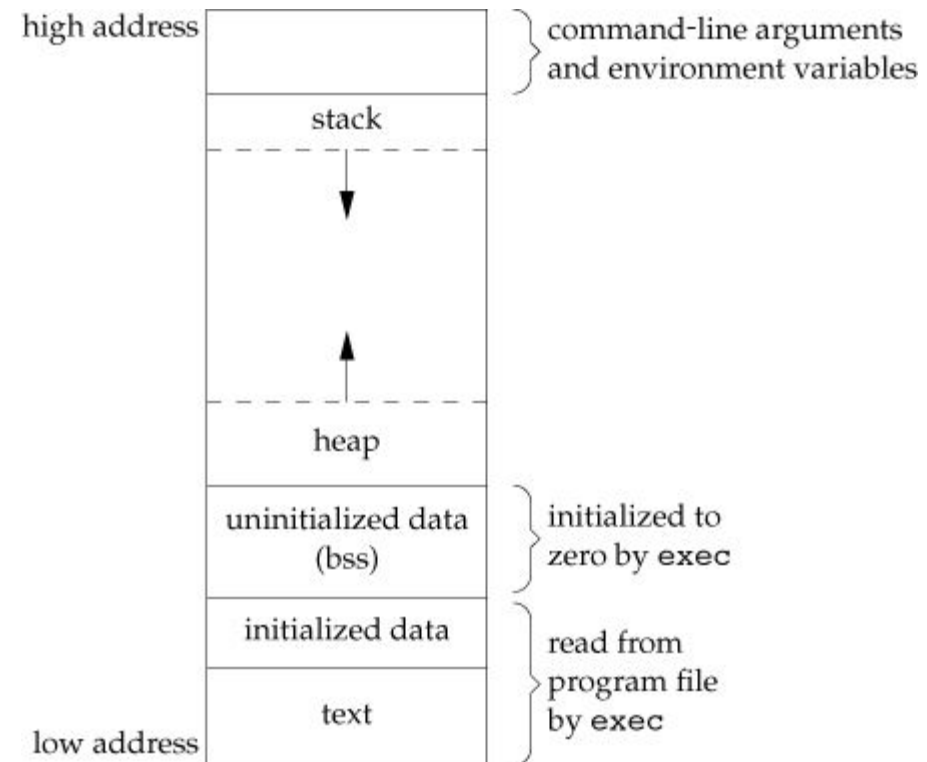 high address
command-line arguments
and environment variables
stack
heap
uninitialized data
(bss)
initialized to
zero by exec
initialized data
read from
program file
by exec
text
low address